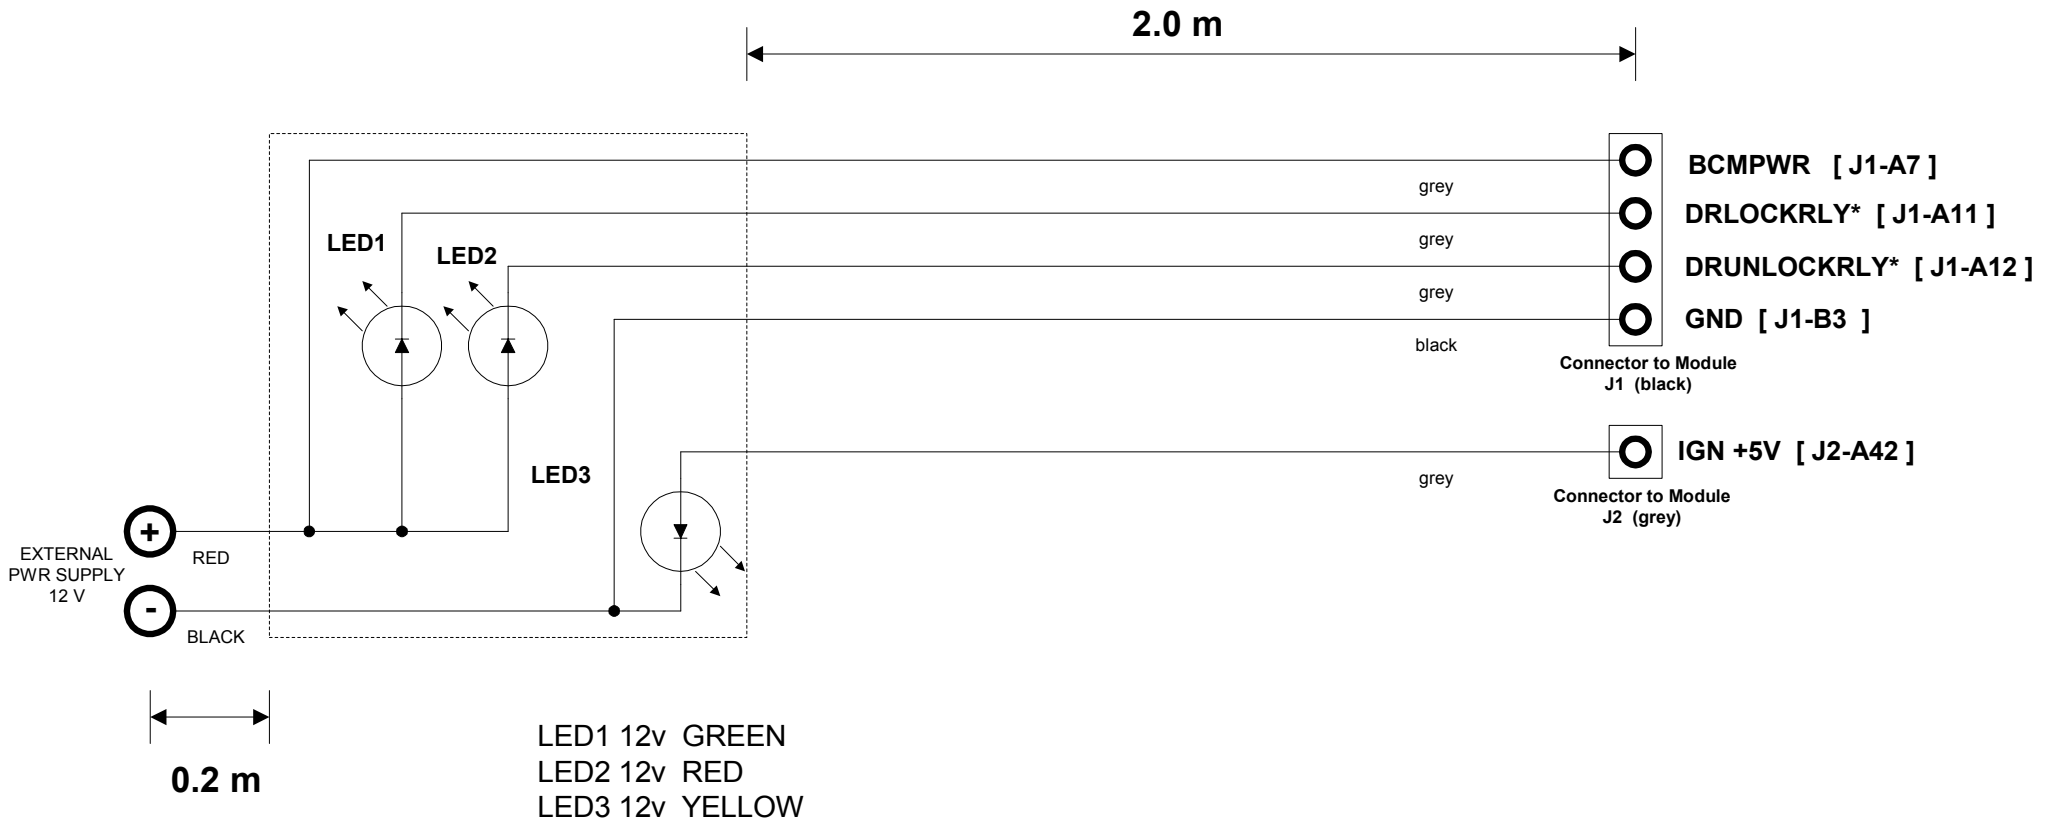 2.0 m
BCMPWR [ J1-A7 ]
grey
DRLOCKRLY* [ J1-A11 ]
LED1
grey
LED2
DRUNLOCKRLY* [ J1-A12 ]
grey
GND [ J1-B3 ]
black
Connector to Module
J1 (black)
IGN +5V [ J2-A42 ]
LED3
grey
Connector to Module
J2 (grey)
+
EXTERNAL
PWR SUPPLY
12 V
RED
-
BLACK
0.2 m
LED1 12v GREEN
LED2 12v RED
LED3 12v YELLOW